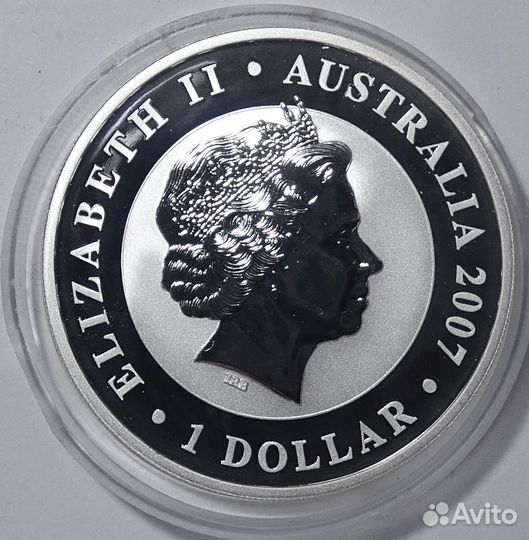 ELIZABETH II • AUSTRALIA 2007 •
1 DOLLAR •
IRB
Avito